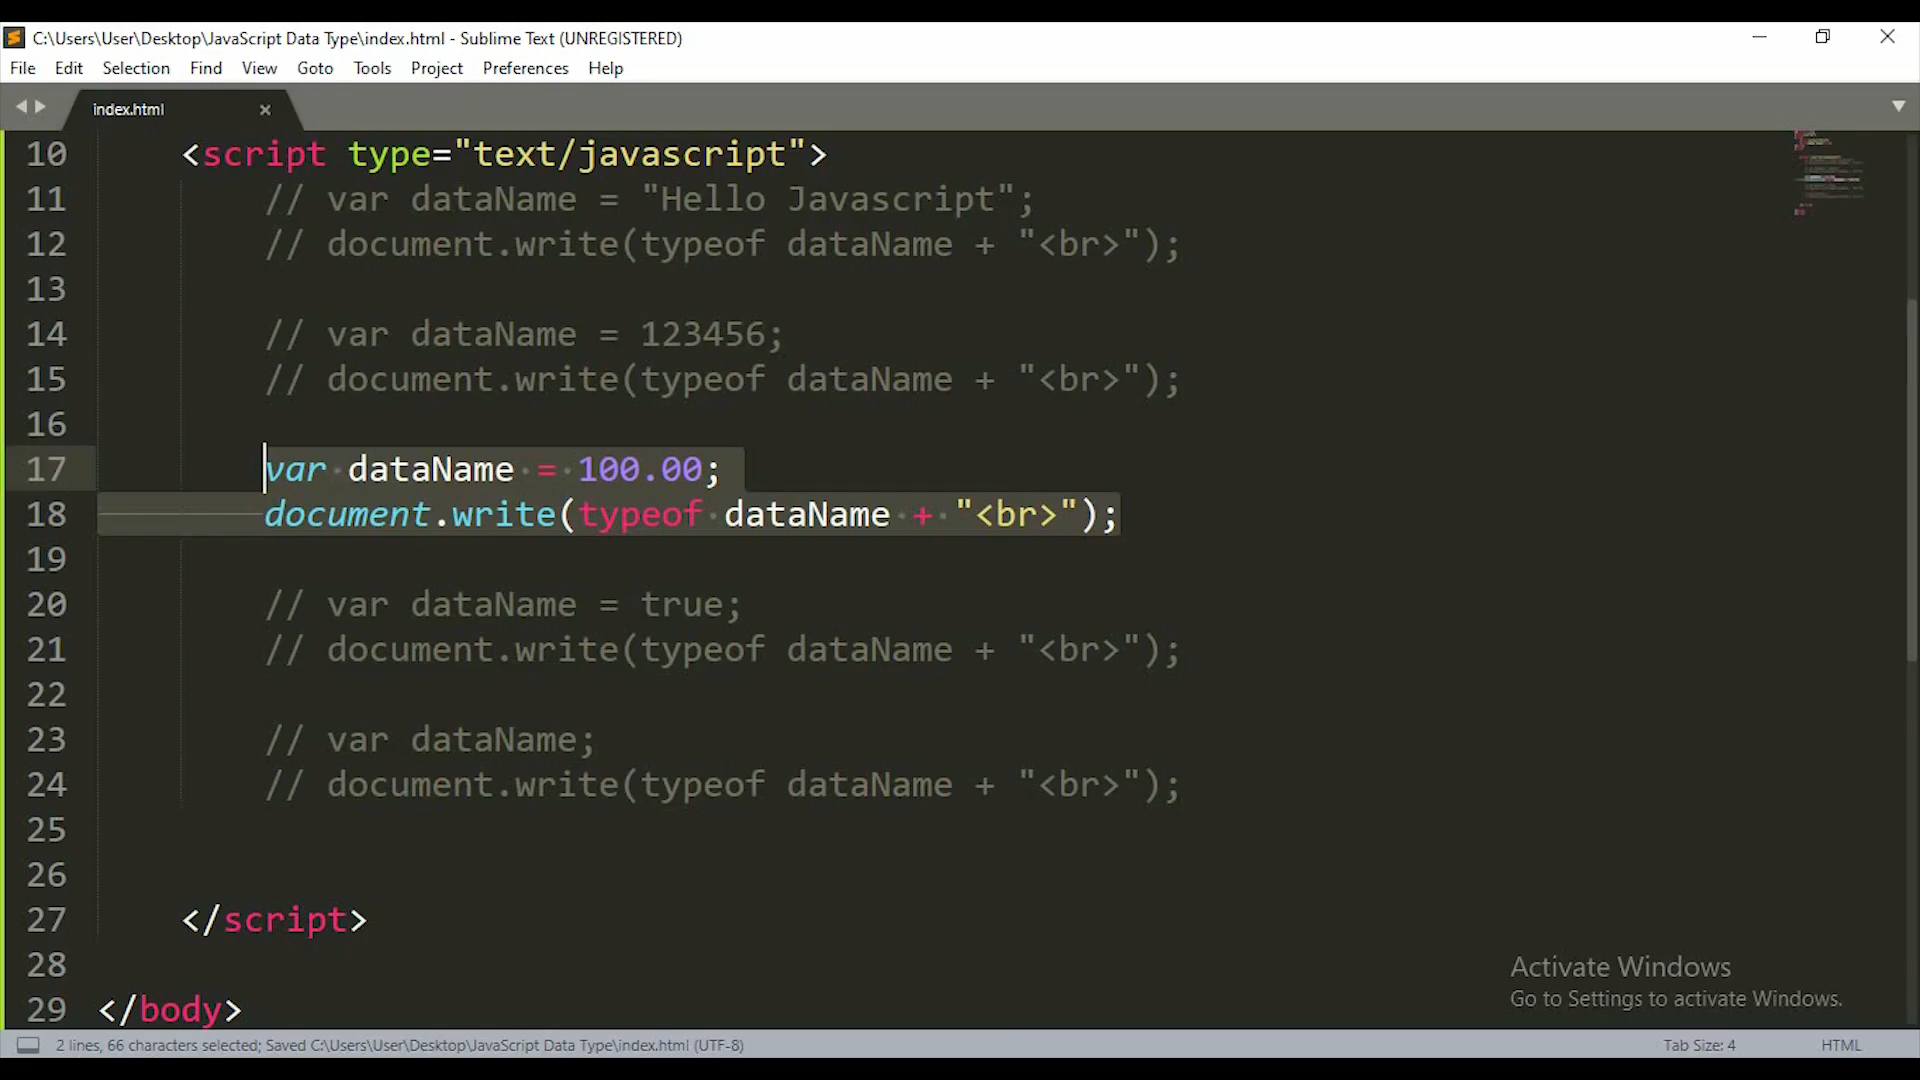 C:\Users\User\Desktop\JavaScript Data Type\index.html - Sublime Text (UNREGISTERED)
File Edit Selection Find View Goto Tools Project Preferences Help
index.html
10 <script type="text/javascript">
11 // var dataName = "Hello Javascript";
12 // document.write(typeof dataName + "<br>");
13
14 // var dataName = 123456;
15 // document.write(typeof dataName + "<br>");
16
17 var dataName = 100.00;
18 document.write(typeof dataName + "<br>");
19
20 // var dataName = true;
21 // document.write(typeof dataName + "<br>");
22
23 // var dataName;
24 // document.write(typeof dataName + "<br>");
25
26
27 </script>
28
29 </body>
Activate Windows
Go to Settings to activate Windows.
2 lines, 66 characters selected; Saved C:\Users\User\Desktop\JavaScript Data Type\index.html (UTF-8) Tab Size: 4 HTML